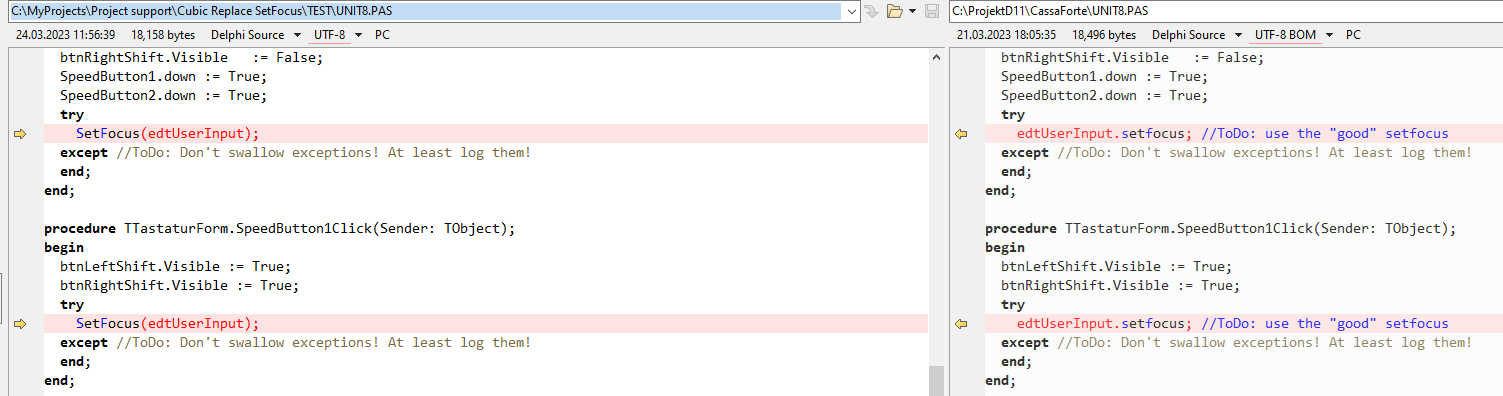 C:\MyProjects\Project support\Cubic Replace SetFocus\TEST\UNIT8.PAS
24.03.2023 11:56:39 18,158 bytes Delphi Source UTF-8 PC
btnRightShift.Visible := False;
SpeedButton1.down := True;
SpeedButton2.down := True;
try
SetFocus(edtUserInput);
except //ToDo: Don't swallow exceptions! At least log them!
end;
end;
procedure TTastaturForm.SpeedButton1Click(Sender: TObject);
begin
btnLeftShift.Visible := True;
btnRightShift.Visible := True;
try
SetFocus(edtUserInput);
except //ToDo: Don't swallow exceptions! At least log them!
end;
end;
C:\ProjektD11\CassaForte\UNIT8.PAS
21.03.2023 18:05:35 18,496 bytes Delphi Source UTF-8 BOM PC
btnRightShift.Visible := False;
SpeedButton1.down := True;
SpeedButton2.down := True;
try
edtUserInput.setfocus; //ToDo: use the "good" setfocus
except //ToDo: Don't swallow exceptions! At least log them!
end;
end;
procedure TTastaturForm.SpeedButton1Click(Sender: TObject);
begin
btnLeftShift.Visible := True;
btnRightShift.Visible := True;
try
edtUserInput.setfocus; //ToDo: use the "good" setfocus
except //ToDo: Don't swallow exceptions! At least log them!
end;
end;